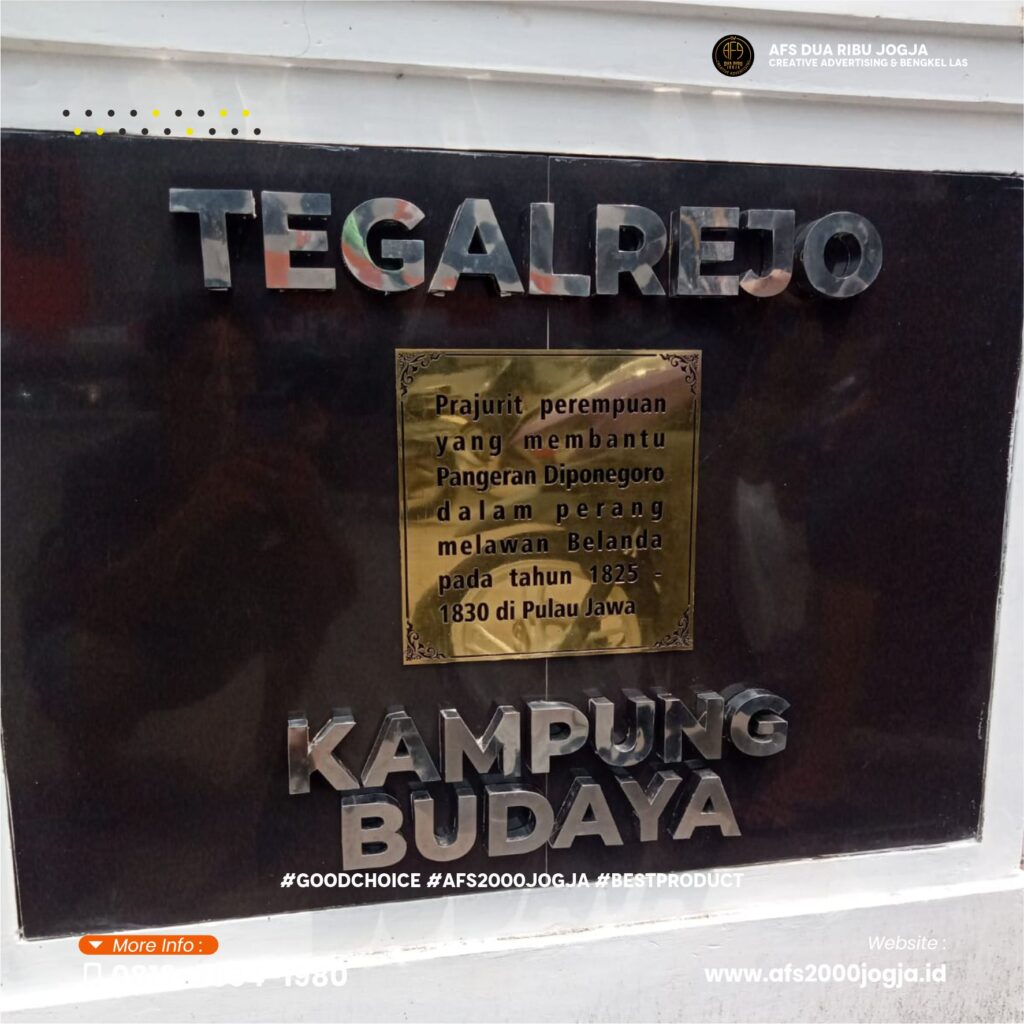 AFS DUA RIBU JOGJA
CREATIVE ADVERTISING & BENGKEL LAS
TEGALREJO
Prajurit perempuan
yang membantu
Pangeran Diponegoro
dalam perang
melawan Belanda
pada tahun 1825 -
1830 di Pulau Jawa
KAMPUNG
BUDAYA
#GOODCHOICE #AFS2000JOGJA #BESTPRODUCT
More Info :
Website :
www.afs2000jogja.id